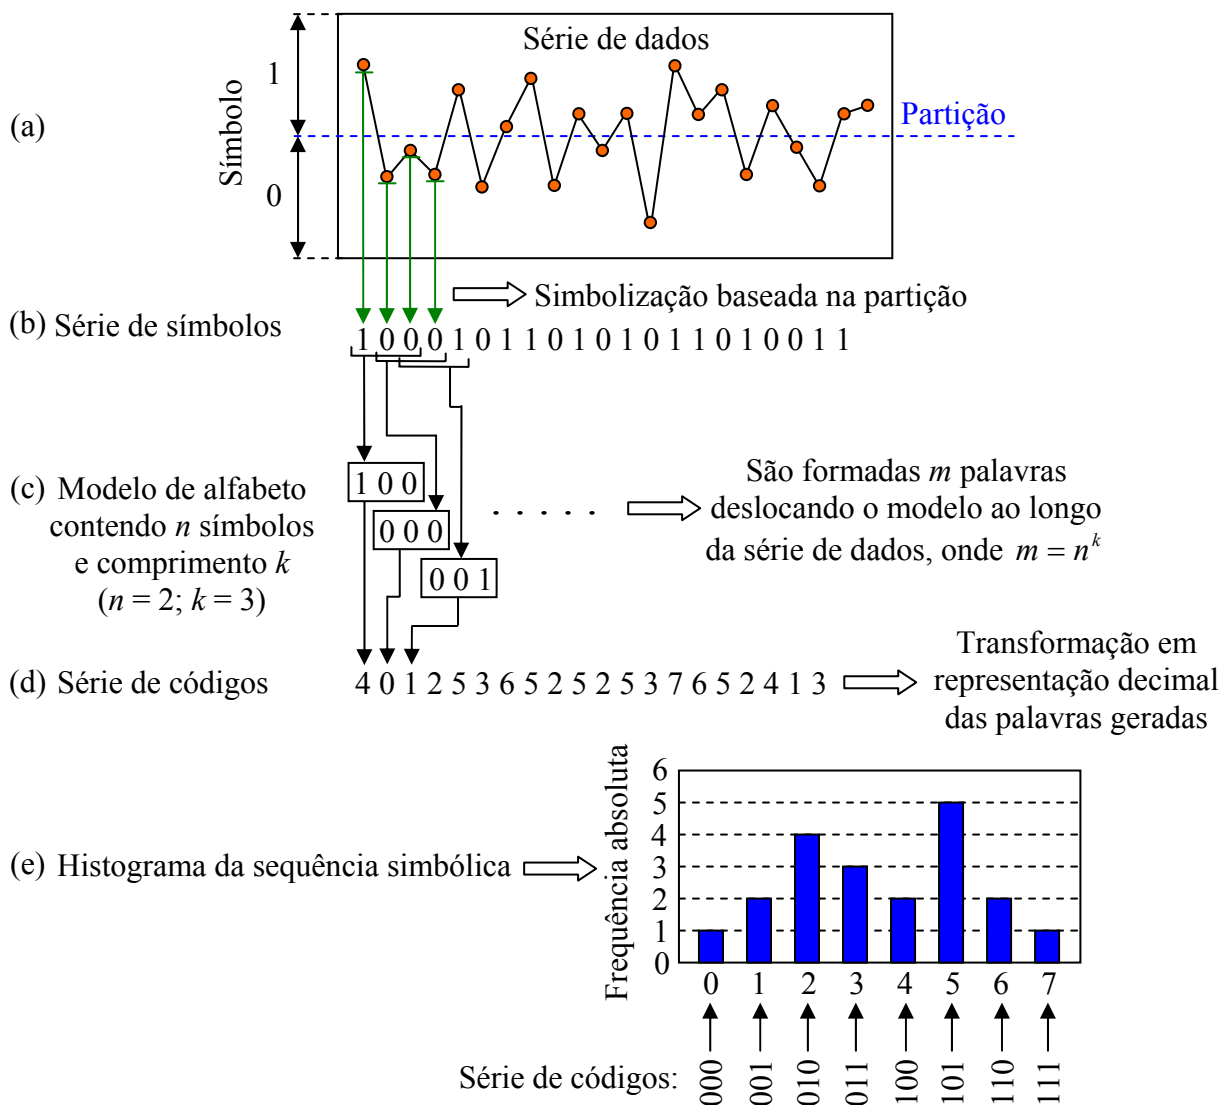 Série de dados
1
Símbolo
Partição
(a)
0
Simbolização baseada na partição
(b) Série de símbolos
1 0 0 0 1 0 1 1 0 1 0 1 0 1 1 0 1 0 0 1 1
(c) Modelo de alfabeto
contendo n símbolos
e comprimento k
(n = 2; k = 3)
1 0 0
0 0 0
0 0 1
. . . . .
São formadas m palavras
deslocando o modelo ao longo
da série de dados, onde m = n^k
(d) Série de códigos
4 0 1 2 5 3 6 5 2 5 2 5 3 7 6 5 2 4 1 3
Transformação em
representação decimal
das palavras geradas
(e) Histograma da sequência simbólica
Frequência absoluta
6
5
4
3
2
1
0
0 1 2 3 4 5 6 7
Série de códigos:
000 001 010 011 100 101 110 111